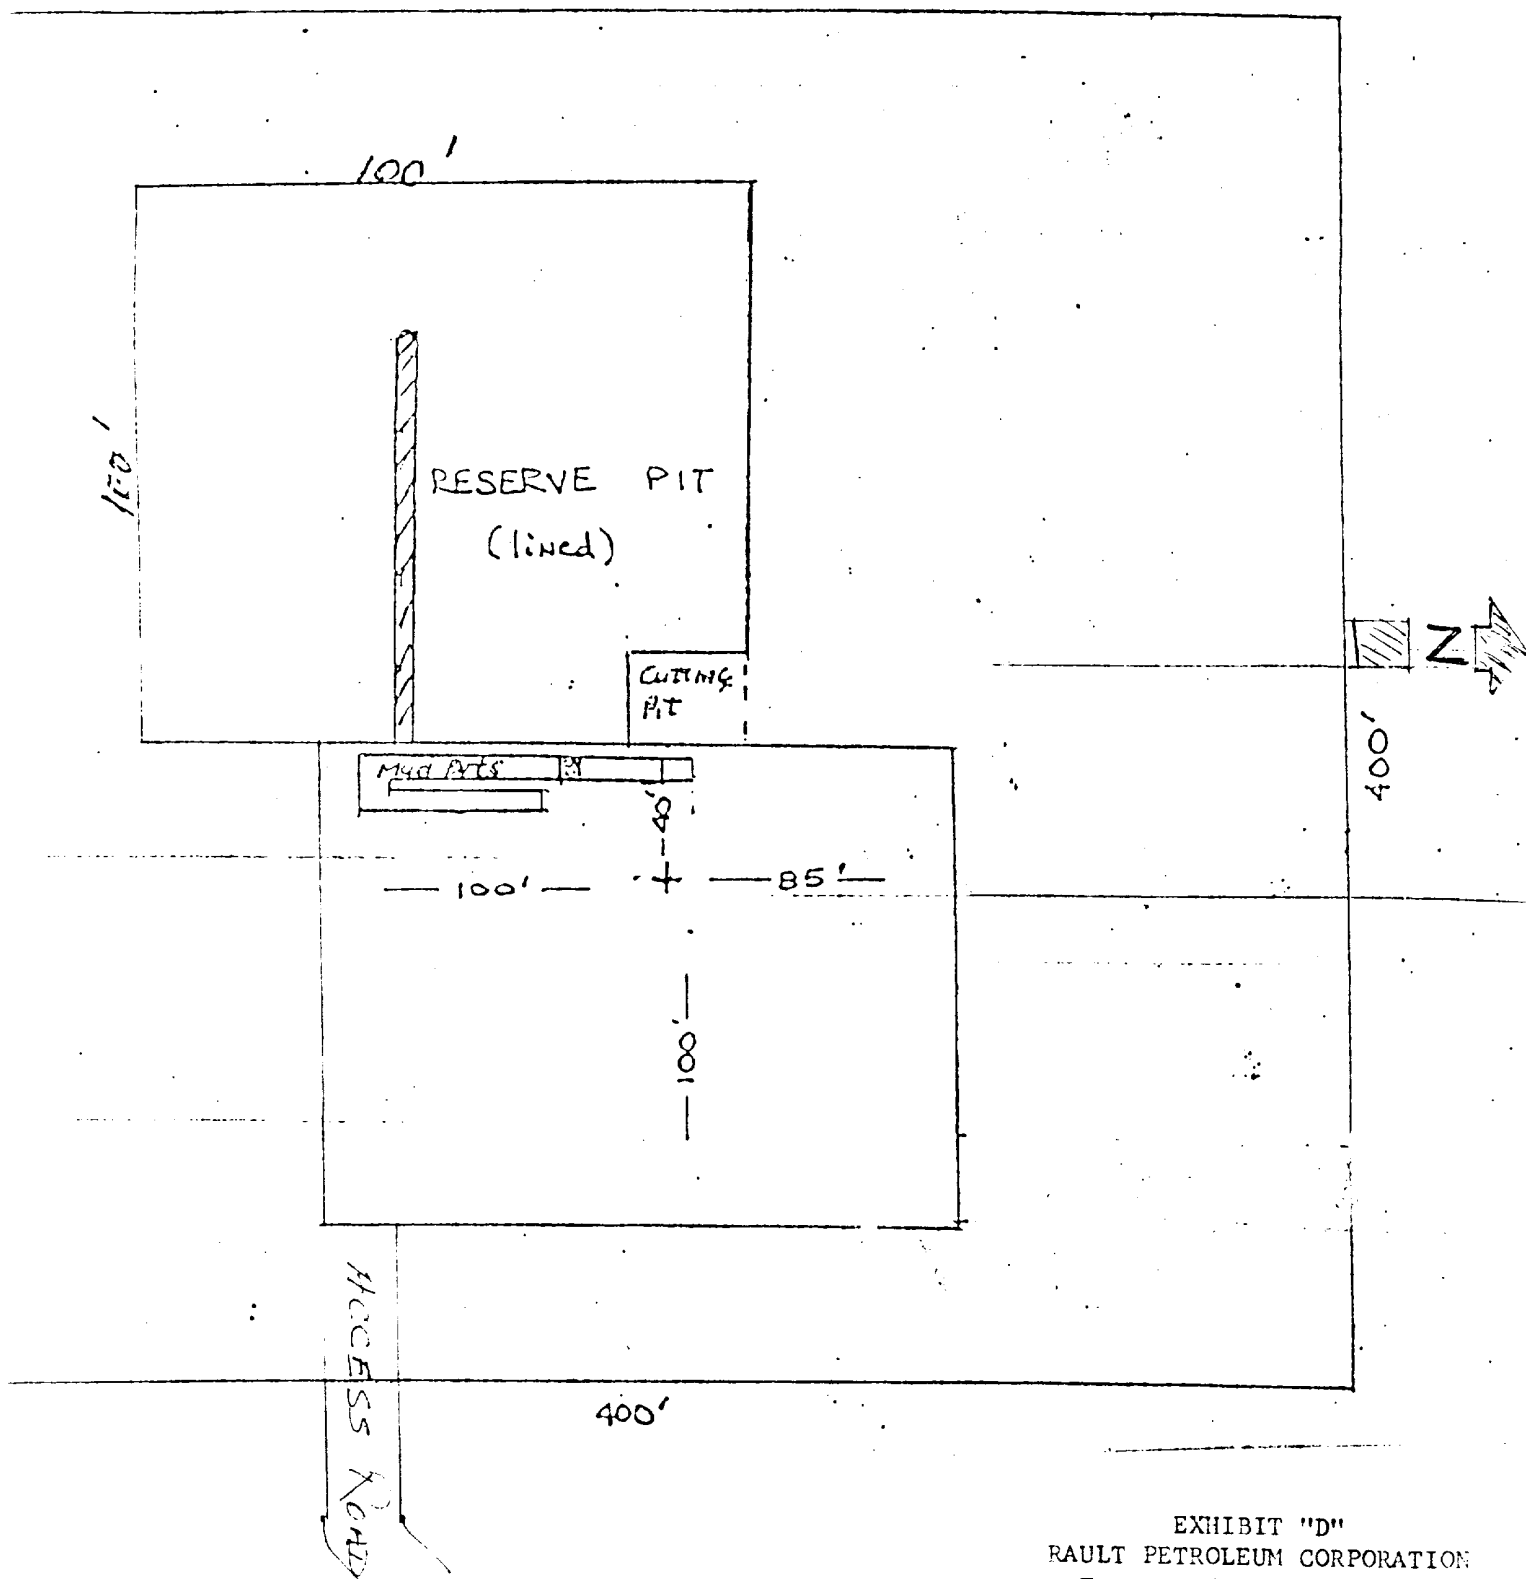 100'
RESERVE PIT
(lined)
Cutting
Pit
N
400'
Mud Pits
40'
100'
85'
100'
ACCESS ROAD
400'
EXHIBIT "D"
RAULT PETROLEUM CORPORATION